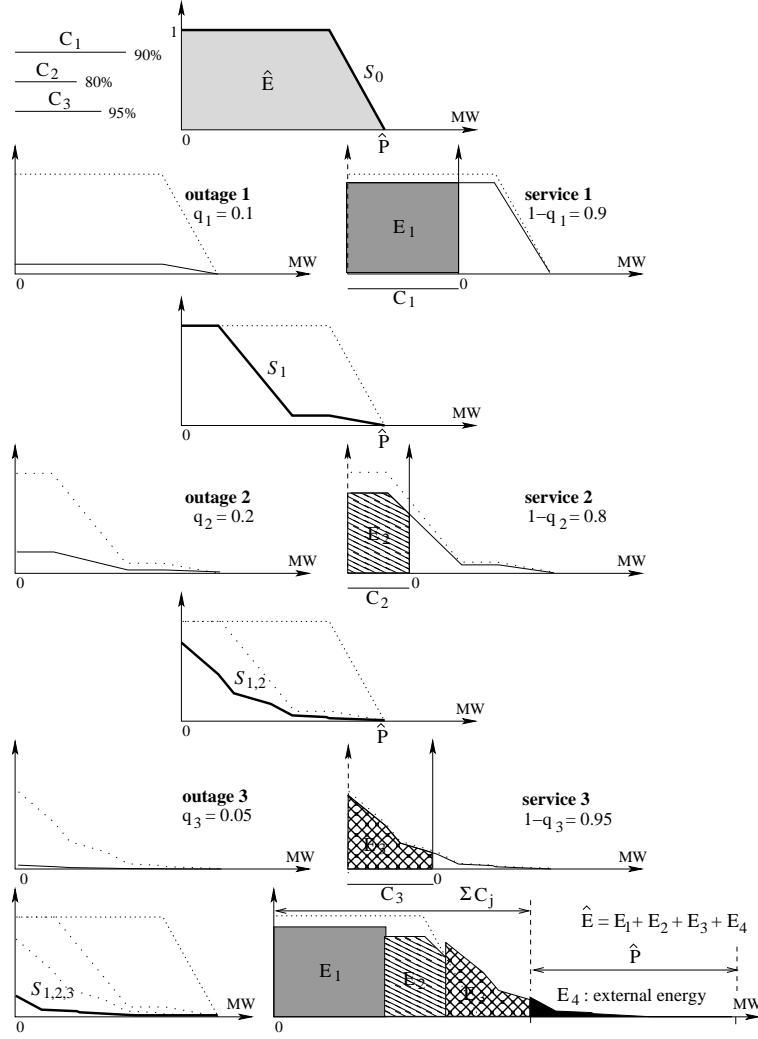 C1 90%
C2 80%
C3 95%
1
Ê
S0
MW
0
P̂
outage 1
q1 = 0.1
MW
0
service 1
1−q1 = 0.9
E1
MW
0
C1
S1
MW
0
P̂
outage 2
q2 = 0.2
MW
0
service 2
1−q2 = 0.8
E2
MW
0
C2
S1,2
MW
0
P̂
outage 3
q3 = 0.05
MW
0
service 3
1−q3 = 0.95
MW
0
C3
ΣCj
Ê = E1 + E2 + E3 + E4
P̂
S1,2,3
MW
0
E1
E2
E4 : external energy
MW
0